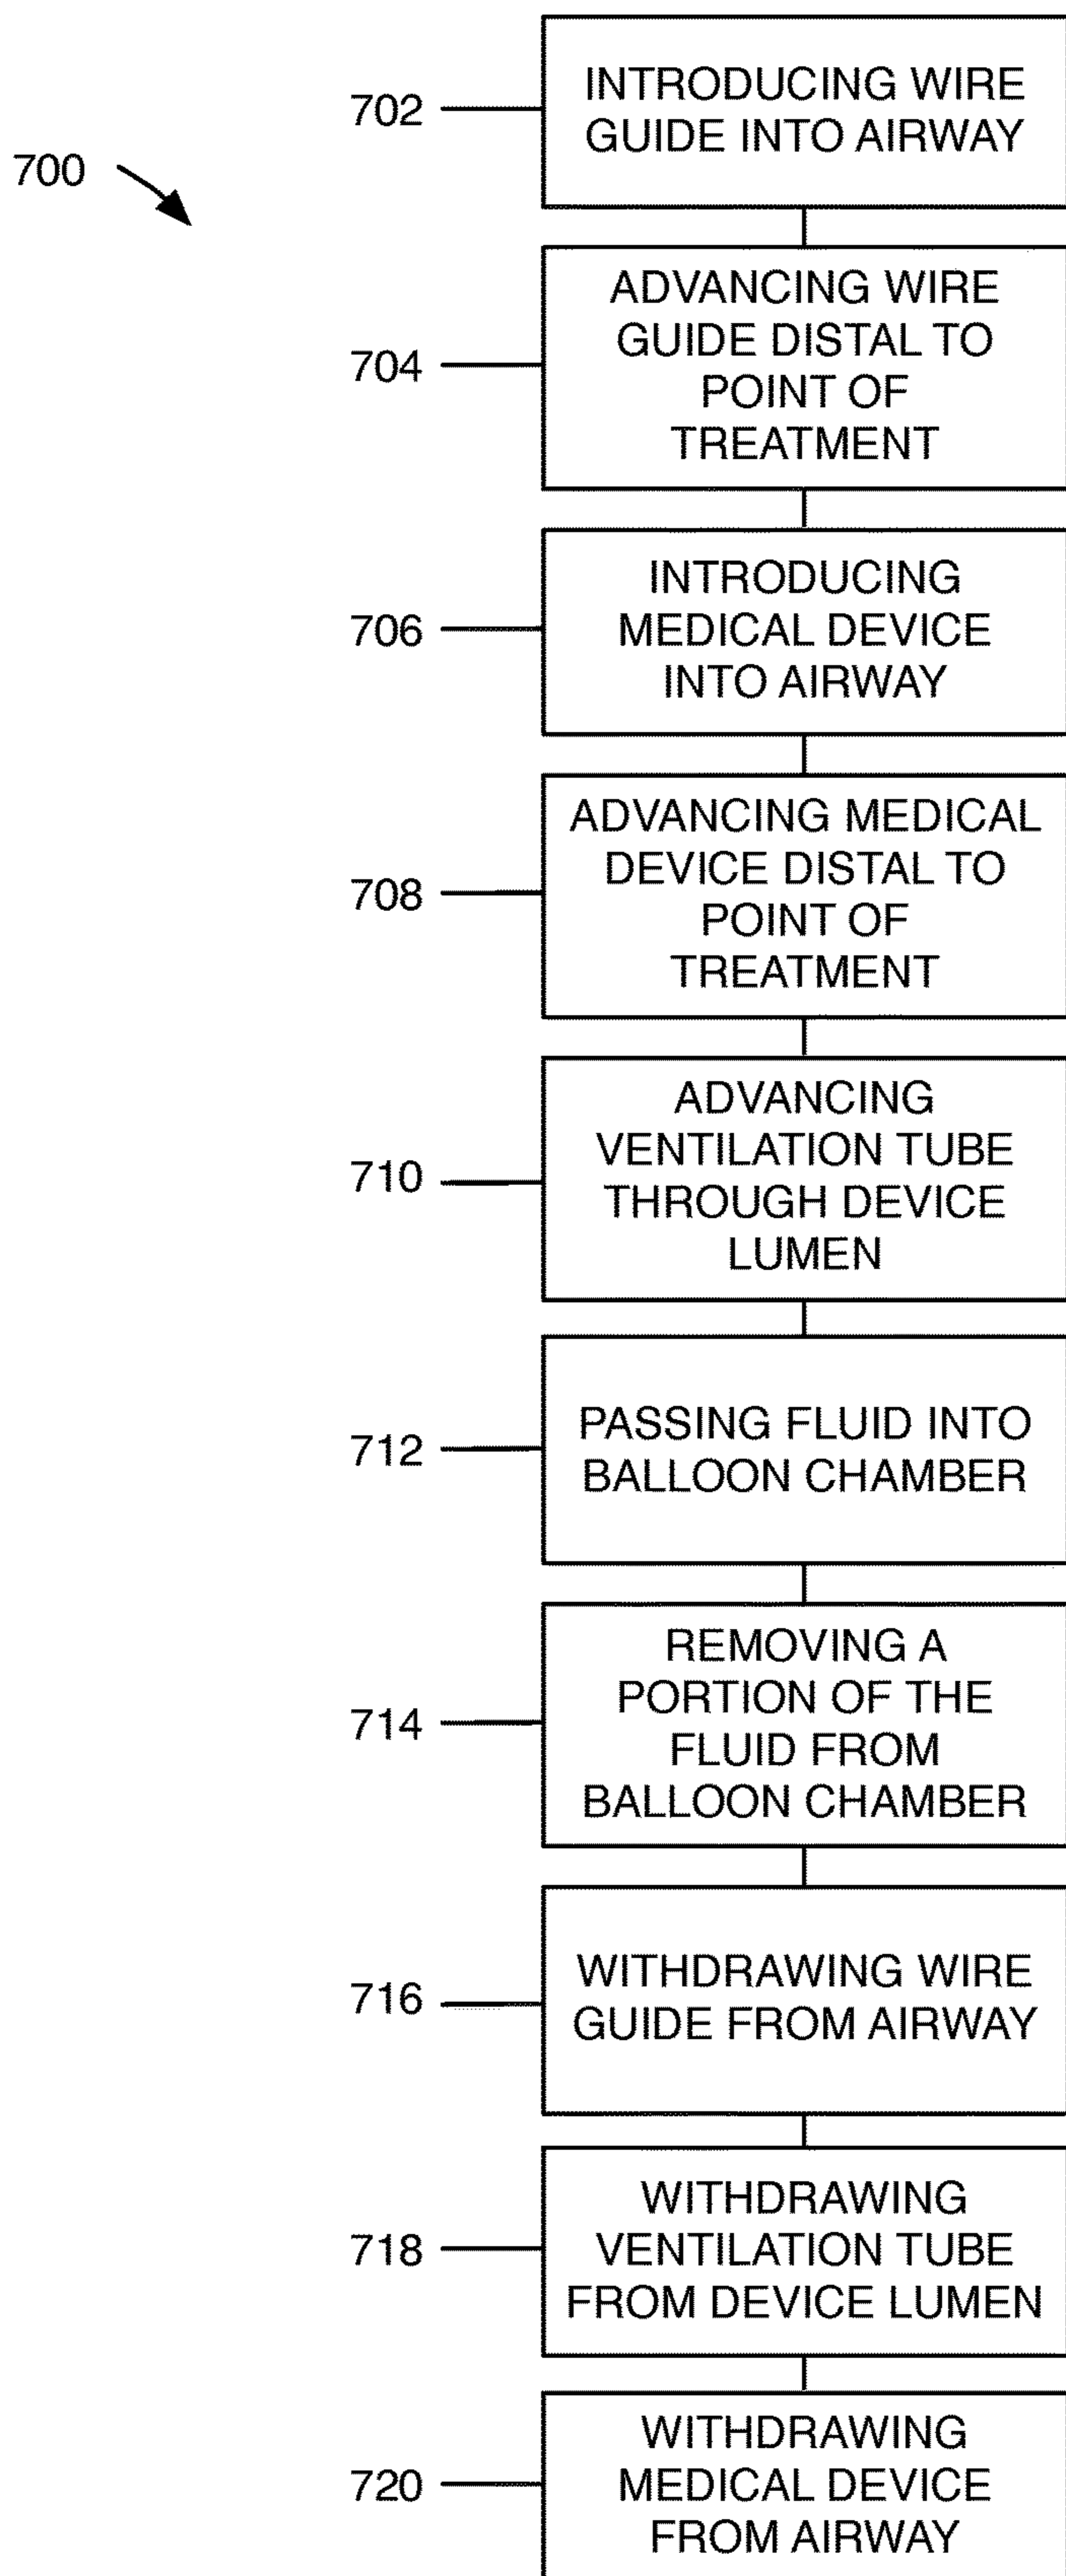 700
702
INTRODUCING WIRE
GUIDE INTO AIRWAY
704
ADVANCING WIRE
GUIDE DISTAL TO
POINT OF
TREATMENT
706
INTRODUCING
MEDICAL DEVICE
INTO AIRWAY
708
ADVANCING MEDICAL
DEVICE DISTAL TO
POINT OF
TREATMENT
710
ADVANCING
VENTILATION TUBE
THROUGH DEVICE
LUMEN
712
PASSING FLUID INTO
BALLOON CHAMBER
714
REMOVING A
PORTION OF THE
FLUID FROM
BALLOON CHAMBER
716
WITHDRAWING WIRE
GUIDE FROM AIRWAY
718
WITHDRAWING
VENTILATION TUBE
FROM DEVICE LUMEN
720
WITHDRAWING
MEDICAL DEVICE
FROM AIRWAY